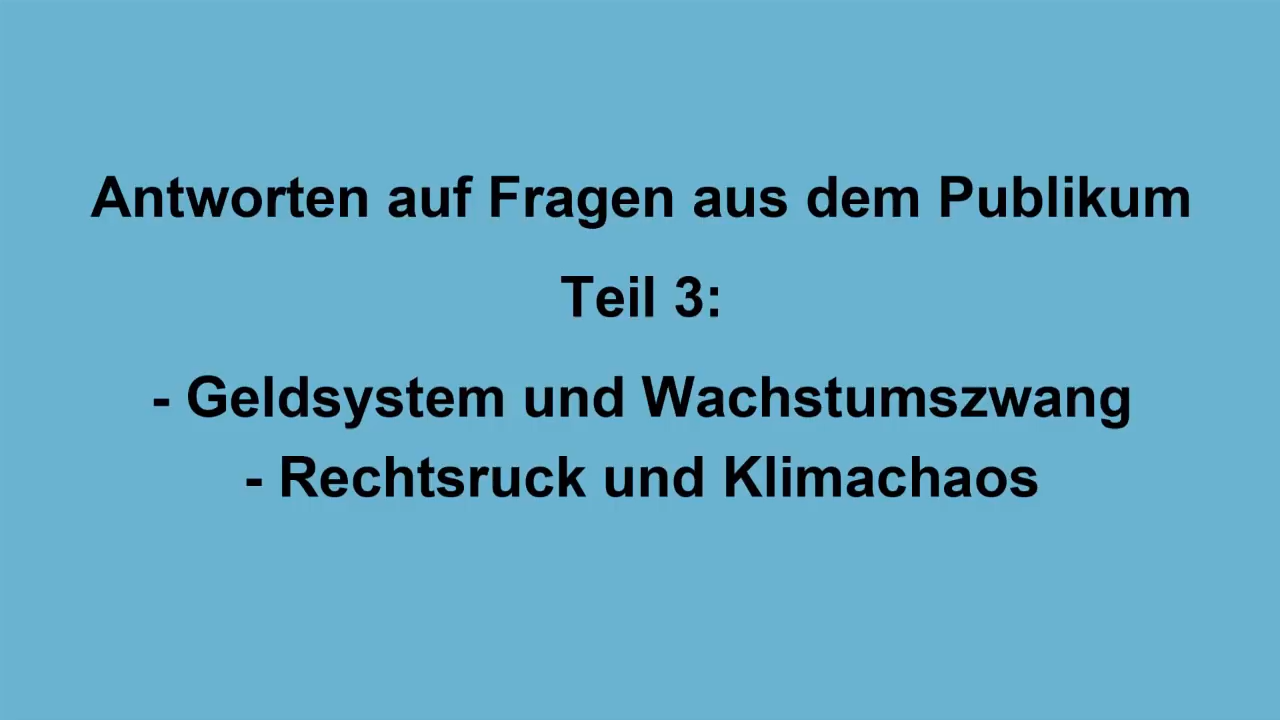 Antworten auf Fragen aus dem Publikum
Teil 3:
- Geldsystem und Wachstumszwang
- Rechtsruck und Klimachaos